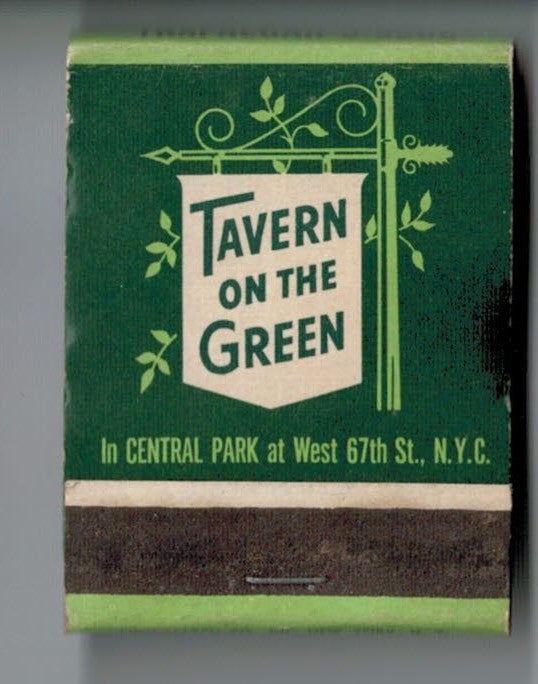 TAVERN
ON THE
GREEN
In CENTRAL PARK at West 67th St., N.Y.C.